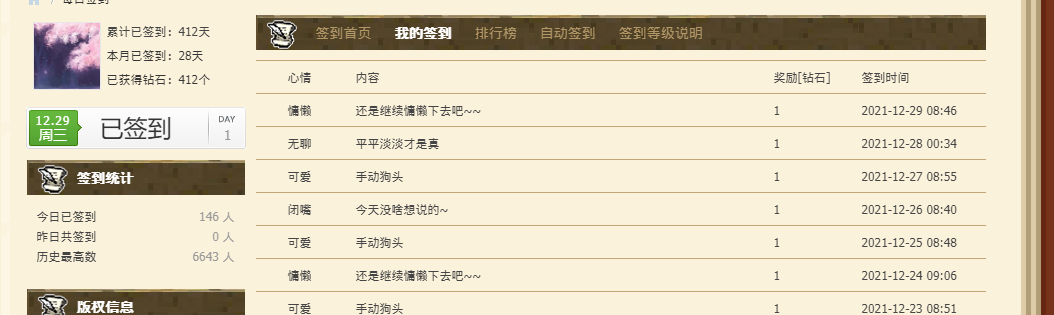 每日签到
累计已签到：412天
本月已签到：28天
已获得钻石：412个
12.29
周三
已签到
DAY
1
签到统计
今日已签到 146 人
昨日共签到 0 人
历史最高数 6643 人
版权信息
签到首页 我的签到 排行榜 自动签到 签到等级说明
心情 内容 奖励[钻石] 签到时间
慵懒 还是继续慵懒下去吧~~ 1 2021-12-29 08:46
无聊 平平淡淡才是真 1 2021-12-28 00:34
可爱 手动狗头 1 2021-12-27 08:55
闭嘴 今天没啥想说的~ 1 2021-12-26 08:40
可爱 手动狗头 1 2021-12-25 08:48
慵懒 还是继续慵懒下去吧~~ 1 2021-12-24 09:06
可爱 手动狗头 1 2021-12-23 08:51